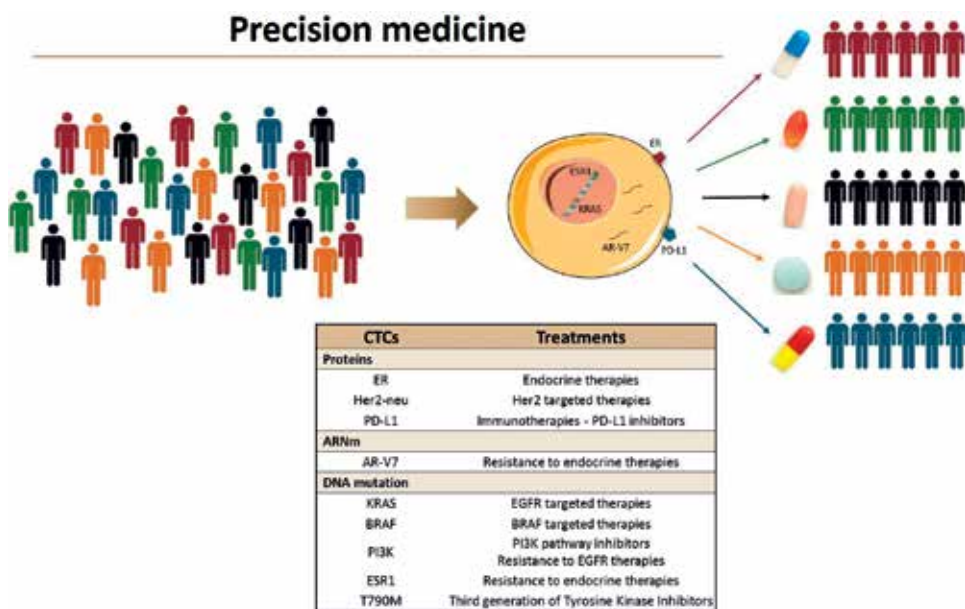 Precision medicine
ER
ESR1
KRAS
AR-V7
PD-L1
CTCs Treatments
Proteins
ER Endocrine therapies
Her2-neu Her2 targeted therapies
PD-L1 Immunotherapies - PD-L1 inhibitors
ARNm
AR-V7 Resistance to endocrine therapies
DNA mutation
KRAS EGFR targeted therapies
BRAF BRAF targeted therapies
PI3K PI3K pathway inhibitors
Resistance to EGFR therapies
ESR1 Resistance to endocrine therapies
T790M Third generation of Tyrosine Kinase Inhibitors